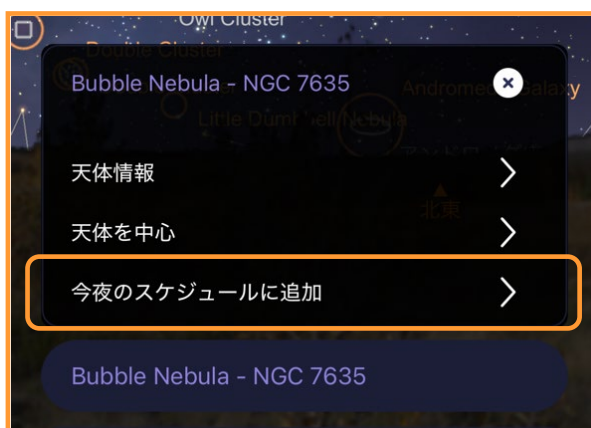 Owl Cluster
Double Cluster
Bubble Nebula - NGC 7635
Andromeda Galaxy
Little Dumbbell Nebula
天体情報
北東
天体を中心
今夜のスケジュールに追加
Bubble Nebula - NGC 7635